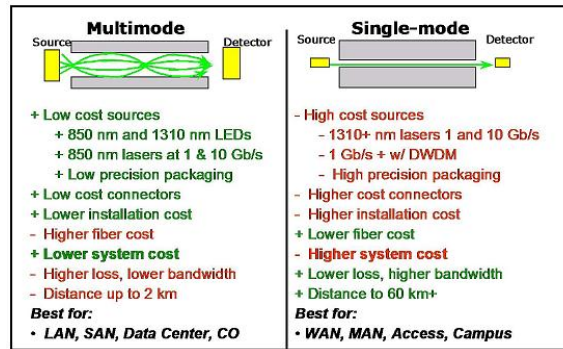 Multimode
Source
Detector
+ Low cost sources
+ 850 nm and 1310 nm LEDs
+ 850 nm lasers at 1 & 10 Gb/s
+ Low precision packaging
+ Low cost connectors
+ Lower installation cost
- Higher fiber cost
+ Lower system cost
- Higher loss, lower bandwidth
- Distance up to 2 km
Best for:
• LAN, SAN, Data Center, CO
Single-mode
Source
Detector
- High cost sources
- 1310+ nm lasers 1 and 10 Gb/s
- 1 Gb/s + w/ DWDM
- High precision packaging
- Higher cost connectors
- Higher installation cost
+ Lower fiber cost
- Higher system cost
+ Lower loss, higher bandwidth
+ Distance to 60 km+
Best for:
• WAN, MAN, Access, Campus